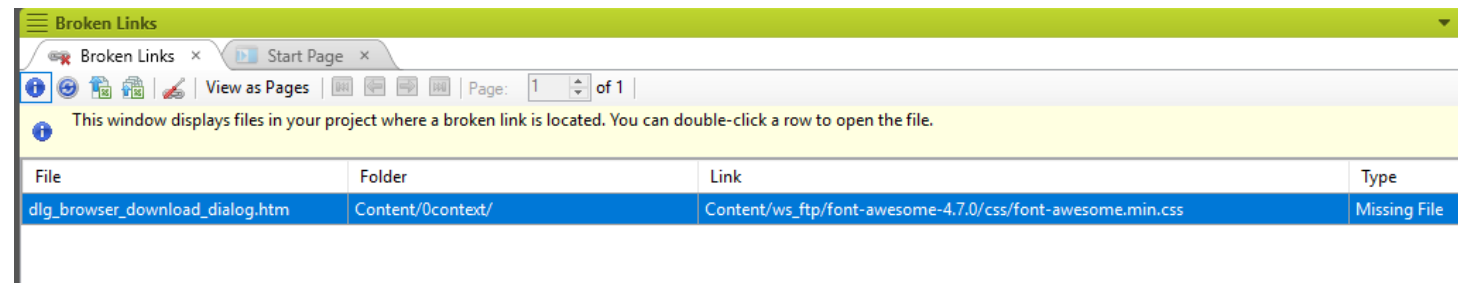 Broken Links
Broken Links × Start Page ×
View as Pages Page: 1 of 1
This window displays files in your project where a broken link is located. You can double-click a row to open the file.
File Folder Link Type
dlg_browser_download_dialog.htm Content/0context/ Content/ws_ftp/font-awesome-4.7.0/css/font-awesome.min.css Missing File